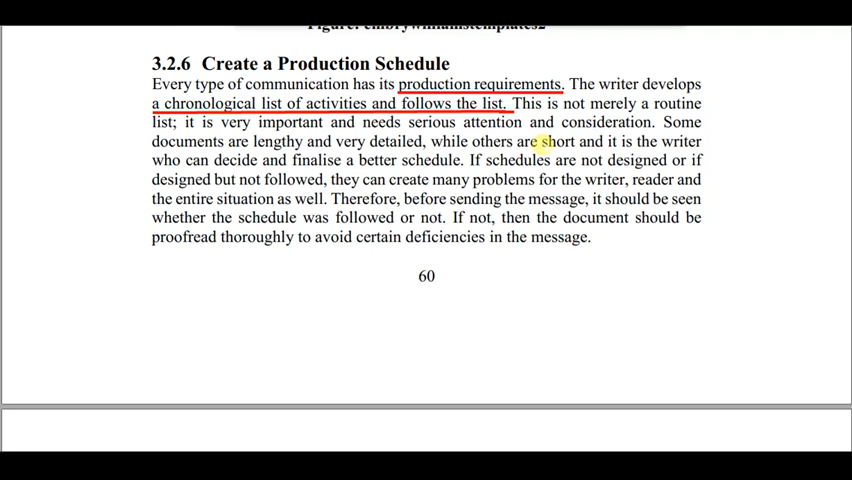 3.2.6 Create a Production Schedule
Every type of communication has its production requirements. The writer develops
a chronological list of activities and follows the list. This is not merely a routine
list; it is very important and needs serious attention and consideration. Some
documents are lengthy and very detailed, while others are short and it is the writer
who can decide and finalise a better schedule. If schedules are not designed or if
designed but not followed, they can create many problems for the writer, reader and
the entire situation as well. Therefore, before sending the message, it should be seen
whether the schedule was followed or not. If not, then the document should be
proofread thoroughly to avoid certain deficiencies in the message.
60